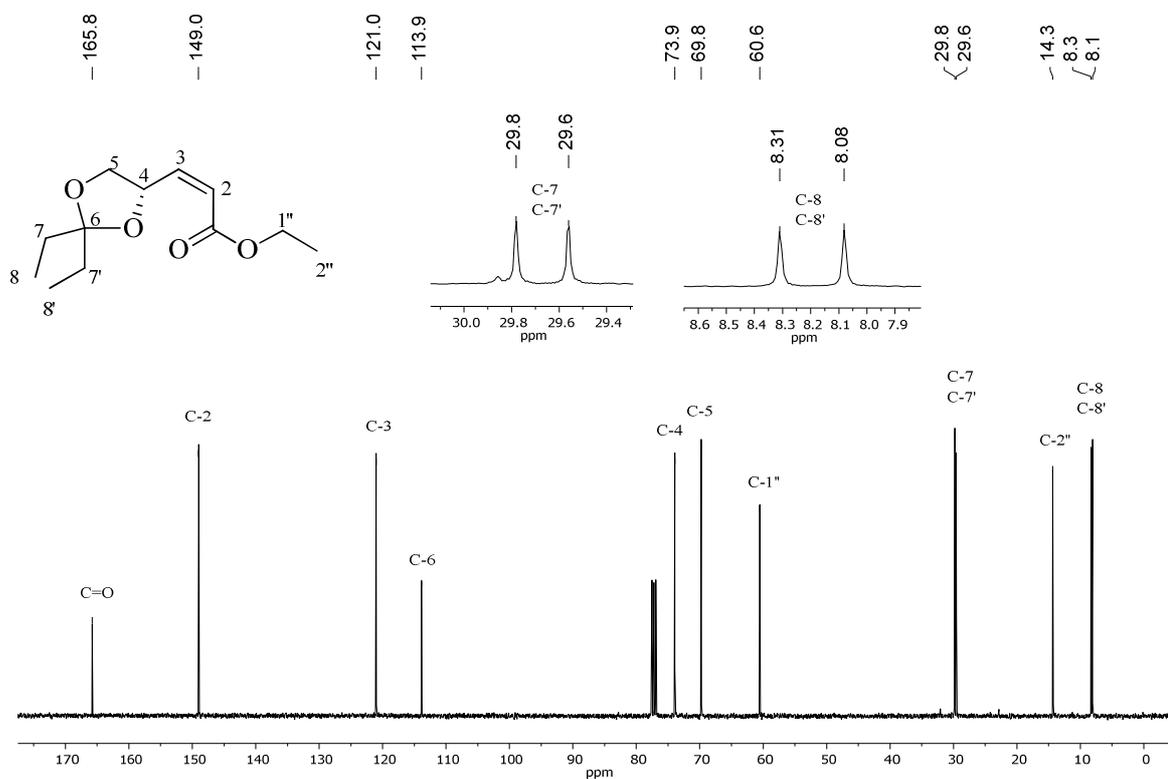 165.8
149.0
121.0
113.9
73.9
69.8
60.6
29.8
29.6
14.3
8.3
8.1
O
O
O
O
5
4
3
2
6
7
7'
8
8'
1"
2"
29.8
29.6
C-7
C-7'
30.0 29.8 29.6 29.4
ppm
8.31
8.08
C-8
C-8'
8.6 8.5 8.4 8.3 8.2 8.1 8.0 7.9
ppm
C=O
C-2
C-3
C-6
C-4
C-5
C-1"
C-7
C-7'
C-2"
C-8
C-8'
170 160 150 140 130 120 110 100 90 80 70 60 50 40 30 20 10 0
ppm